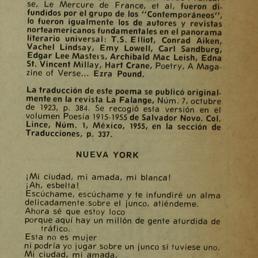 se, Le Mercure de France, et al, fueron di-
fundidos por el grupo de los "Contemporáneos",
lo fueron igualmente los de autores y revistas
norteamericanos fundamentales en el panorama
literario universal: T.S. Elliot, Conrad Aiken,
Vachel Lindsay, Emy Lowell, Carl Sandburg,
Edgar Lee Masters, Archibald Mac Leish, Edna
St. Vincent Millay, Hart Crane, Poetry, A Maga-
zine of Verse... Ezra Pound.
La traducción de este poema se publicó original-
mente en la revista La Falange, Núm. 7, octubre
de 1923, p. 384. Se recogió esta versión en el
volumen Poesía 1915-1955 de Salvador Novo. Col.
Lince, Núm. 1, México, 1955, en la sección de
Traducciones, p. 337.
NUEVA YORK
¡Mi ciudad, mi amada, mi blanca!
¡Ah, esbelta!
Escúchame, escúchame y te infundiré un alma
delicadamente sobre el junco, atiéndeme.
Ahora sé que estoy loco
porque aquí hay un millón de gente aturdida de
tráfico.
Esta no es mujer
ni podría yo jugar sobre un junco si tuviese uno.
Mi ciudad, mi amada,